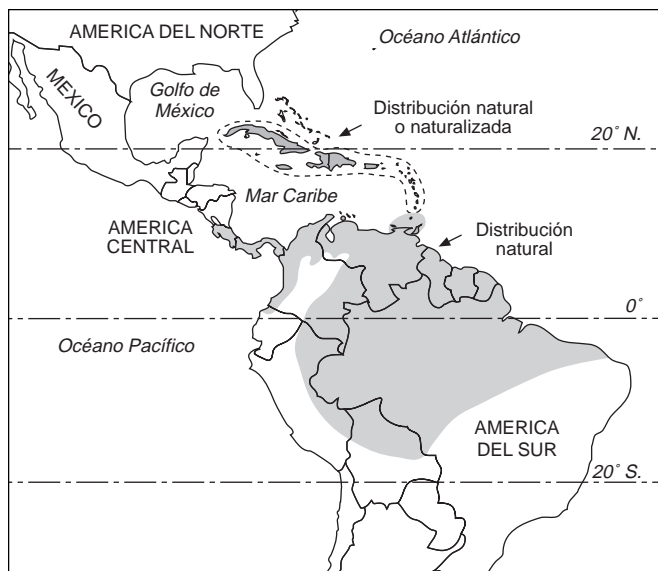 AMERICA DEL NORTE
Océano Atlántico
MEXICO
Golfo de
México
Distribución natural
o naturalizada
20° N.
Mar Caribe
AMERICA
CENTRAL
Distribución
natural
0°
Océano Pacífico
AMERICA
DEL SUR
20° S.